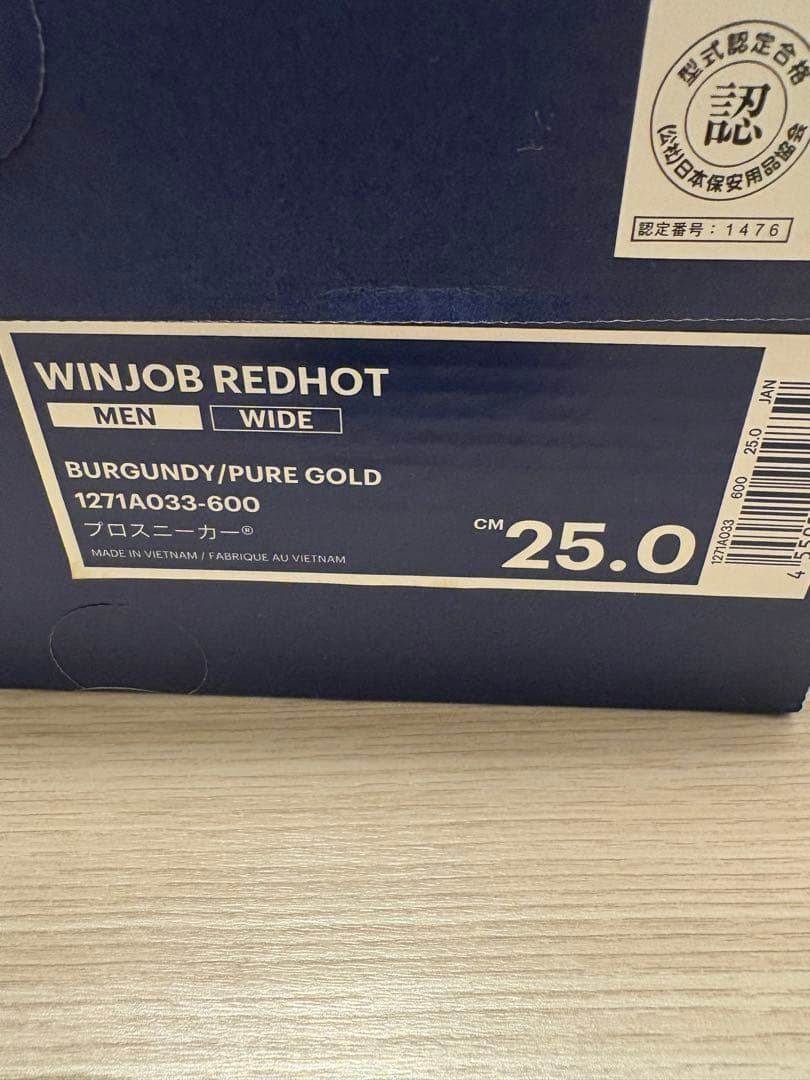 型式認定合格
認
(公社)日本保安用品協会
認定番号：1476
WINJOB REDHOT
MEN WIDE
BURGUNDY/PURE GOLD
1271A033-600
プロスニーカー®
MADE IN VIETNAM / FABRIQUE AU VIETNAM
CM 25.0
1271A033 600 25.0 JAN